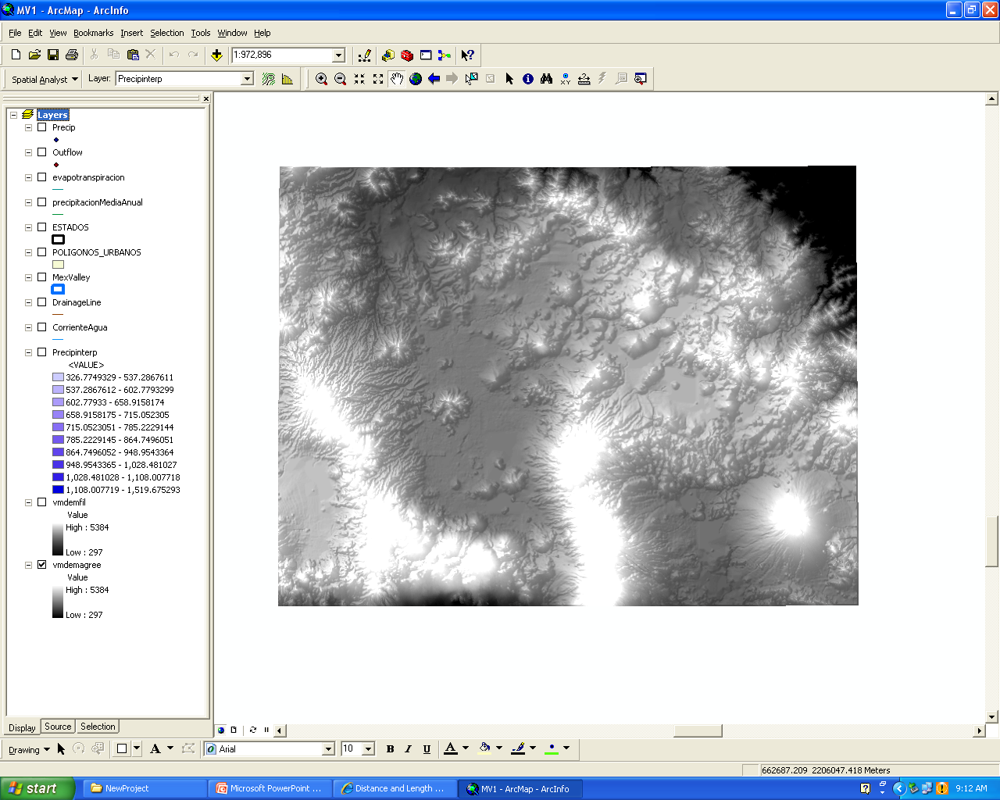 MV1 - ArcMap - ArcInfo
File Edit View Bookmarks Insert Selection Tools Window Help
1:972,896
Spatial Analyst Layer: Precipinterp
Layers
Precip
Outflow
evapotranspiracion
precipitacionMediaAnual
ESTADOS
POLIGONOS_URBANOS
MexValley
DrainageLine
CorrienteAgua
Precipinterp
<VALUE>
326.7749329 - 537.2867611
537.2867612 - 602.7793299
602.77933 - 658.9158174
658.9158175 - 715.052305
715.0523051 - 785.2229144
785.2229145 - 864.7496051
864.7496052 - 948.9543364
948.9543365 - 1,028.481027
1,028.481028 - 1,108.007718
1,108.007719 - 1,519.675293
vmdemfil
Value
High : 5384
Low : 297
vmdemagree
Value
High : 5384
Low : 297
Display Source Selection
Drawing A Arial 10 B I U A
662687.209 2206047.418 Meters
start NewProject Microsoft PowerPoint ... Distance and Length ... MV1 - ArcMap - ArcInfo 9:12 AM